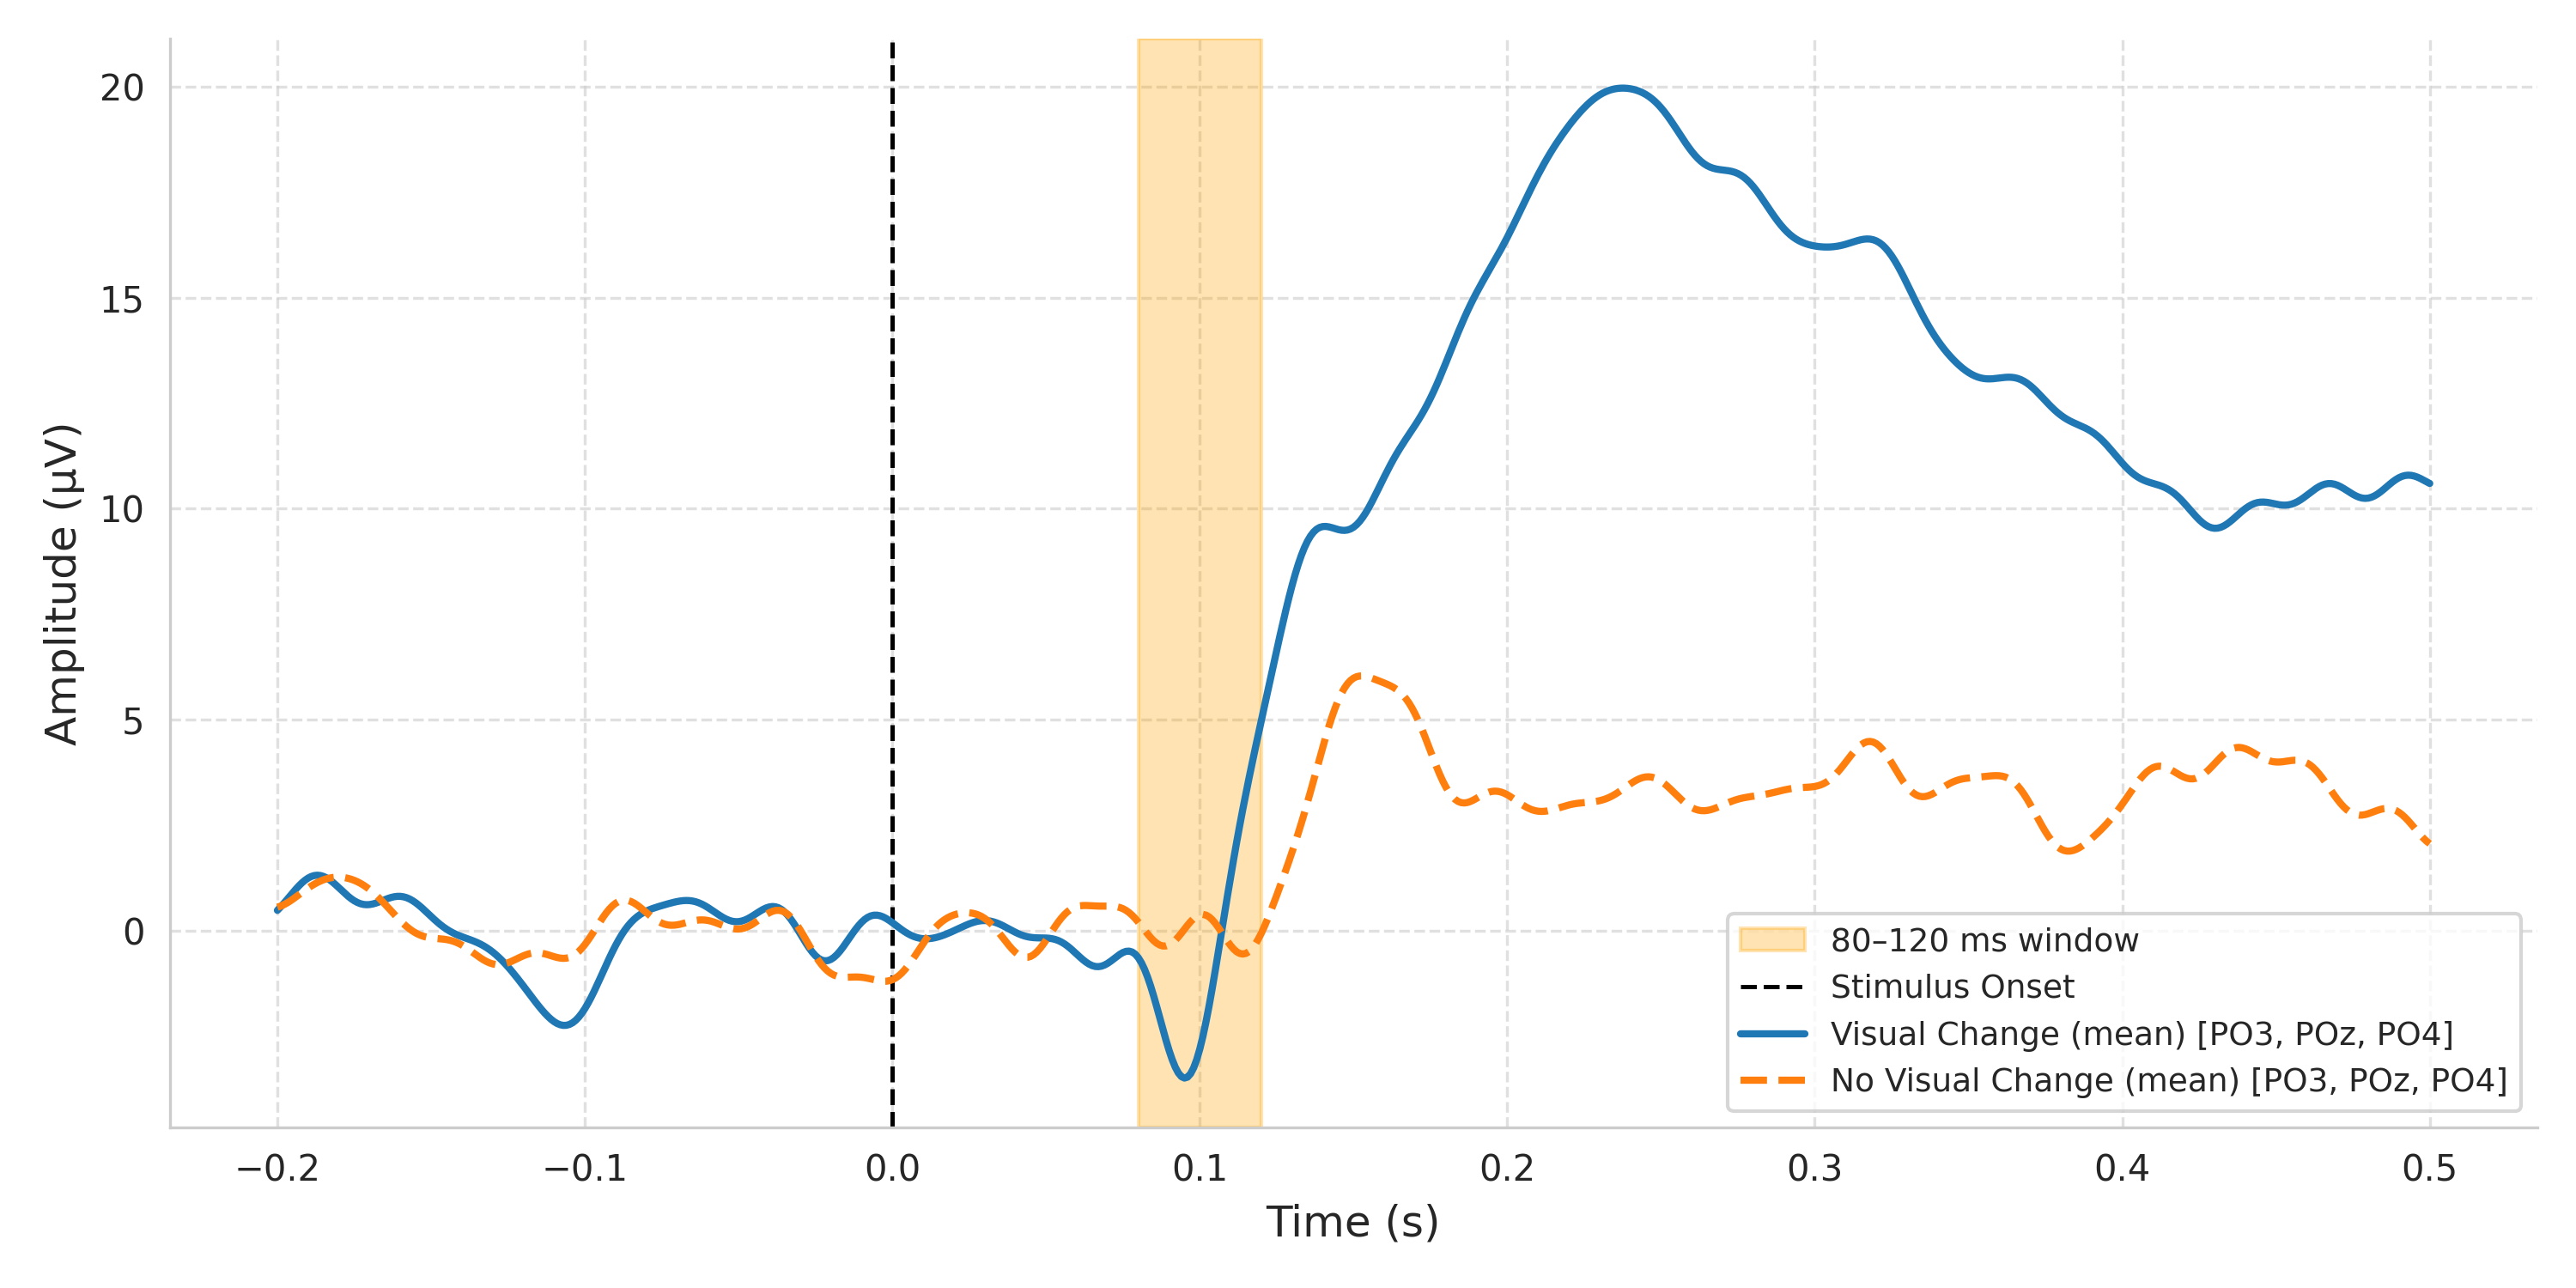 20
15
10
5
0
Amplitude (µV)
−0.2
−0.1
0.0
0.1
0.2
0.3
0.4
0.5
Time (s)
80–120 ms window
Stimulus Onset
Visual Change (mean) [PO3, POz, PO4]
No Visual Change (mean) [PO3, POz, PO4]